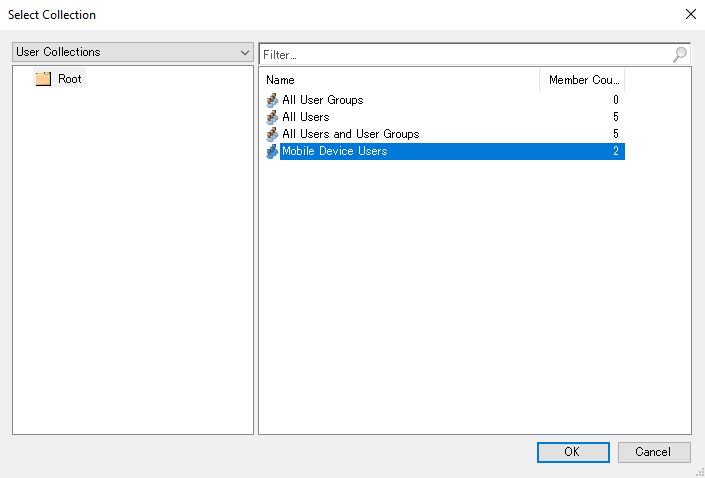 Select Collection
User Collections
Filter...
Root
Name Member Cou...
All User Groups 0
All Users 5
All Users and User Groups 5
Mobile Device Users 2
OK Cancel